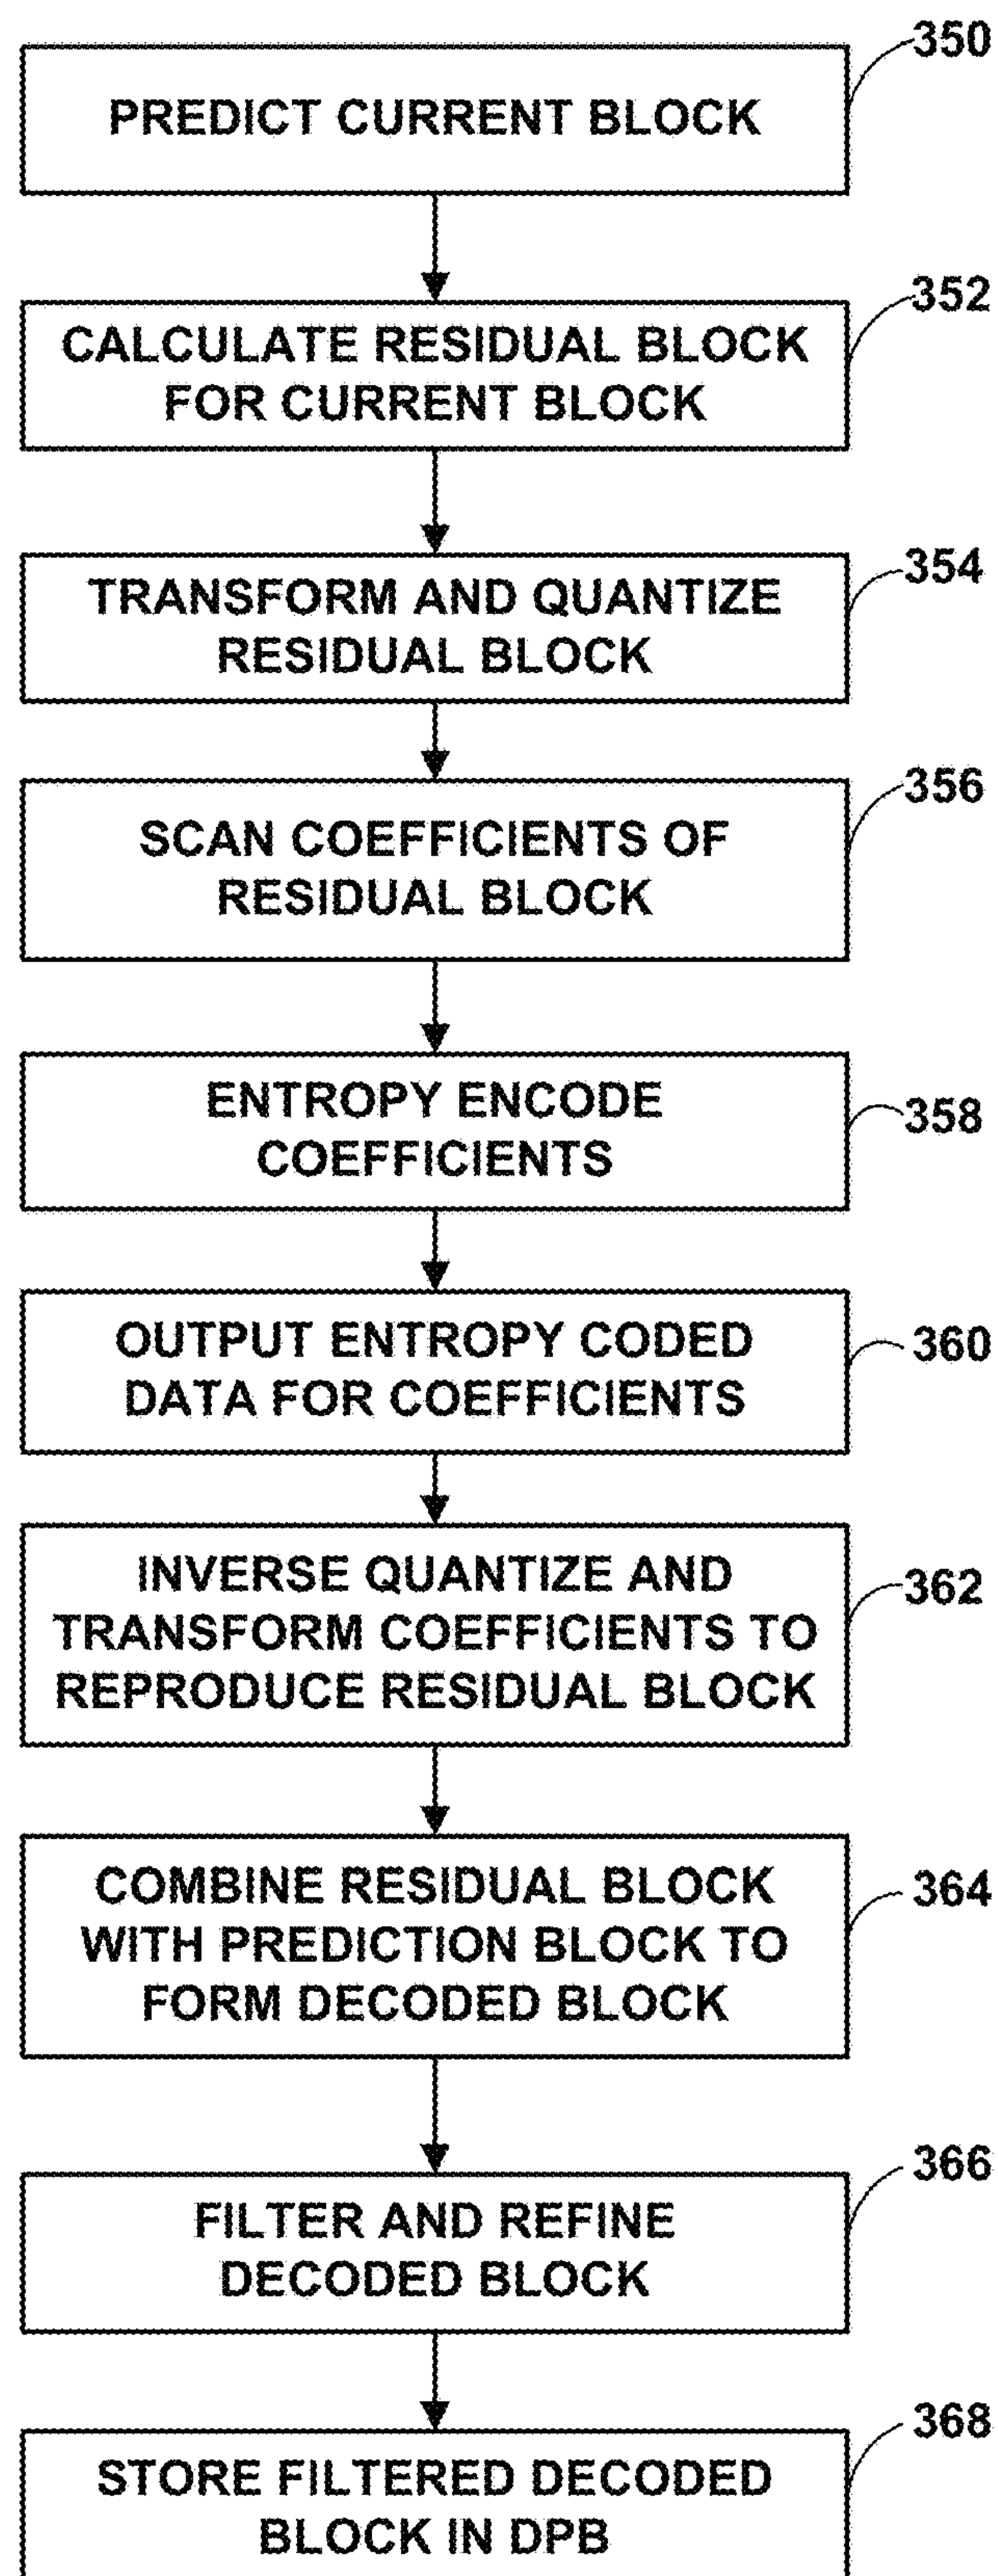 350
PREDICT CURRENT BLOCK
352
CALCULATE RESIDUAL BLOCK
FOR CURRENT BLOCK
354
TRANSFORM AND QUANTIZE
RESIDUAL BLOCK
356
SCAN COEFFICIENTS OF
RESIDUAL BLOCK
358
ENTROPY ENCODE
COEFFICIENTS
360
OUTPUT ENTROPY CODED
DATA FOR COEFFICIENTS
362
INVERSE QUANTIZE AND
TRANSFORM COEFFICIENTS TO
REPRODUCE RESIDUAL BLOCK
364
COMBINE RESIDUAL BLOCK
WITH PREDICTION BLOCK TO
FORM DECODED BLOCK
366
FILTER AND REFINE
DECODED BLOCK
368
STORE FILTERED DECODED
BLOCK IN DPB